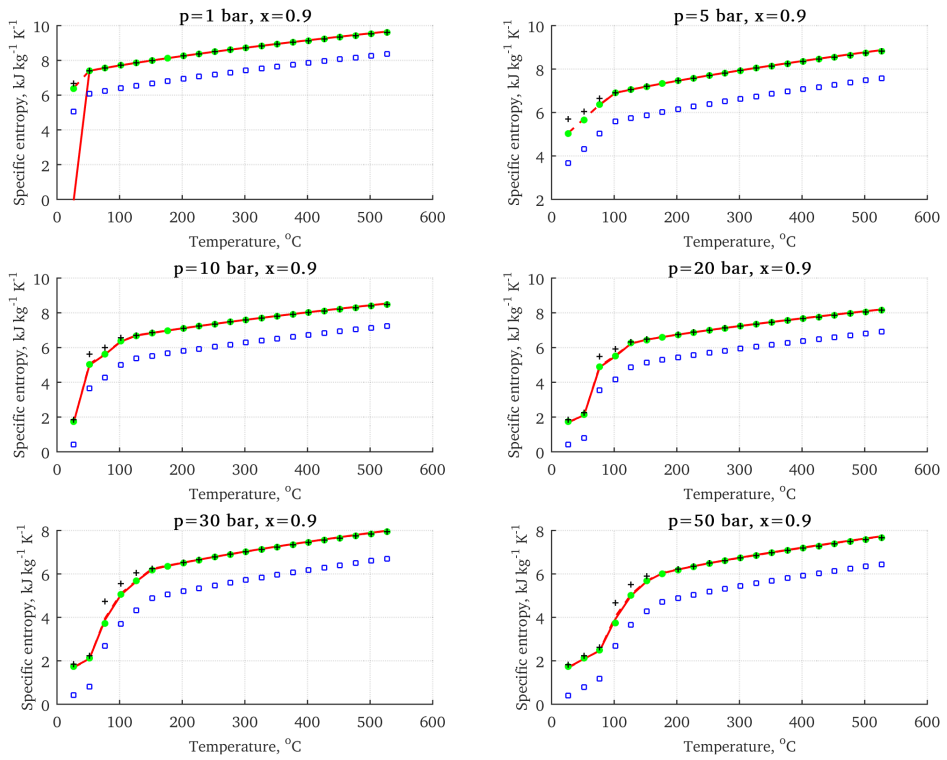 p=1 bar, x=0.9
Specific entropy, kJ kg-1 K-1
10
8
6
4
2
0
0 100 200 300 400 500 600
Temperature, oC
p=5 bar, x=0.9
Specific entropy, kJ kg-1 K-1
10
8
6
4
2
0 100 200 300 400 500 600
Temperature, oC
p=10 bar, x=0.9
Specific entropy, kJ kg-1 K-1
10
8
6
4
2
0
0 100 200 300 400 500 600
Temperature, oC
p=20 bar, x=0.9
Specific entropy, kJ kg-1 K-1
10
8
6
4
2
0
0 100 200 300 400 500 600
Temperature, oC
p=30 bar, x=0.9
Specific entropy, kJ kg-1 K-1
8
6
4
2
0
0 100 200 300 400 500 600
Temperature, oC
p=50 bar, x=0.9
Specific entropy, kJ kg-1 K-1
8
6
4
2
0
0 100 200 300 400 500 600
Temperature, oC